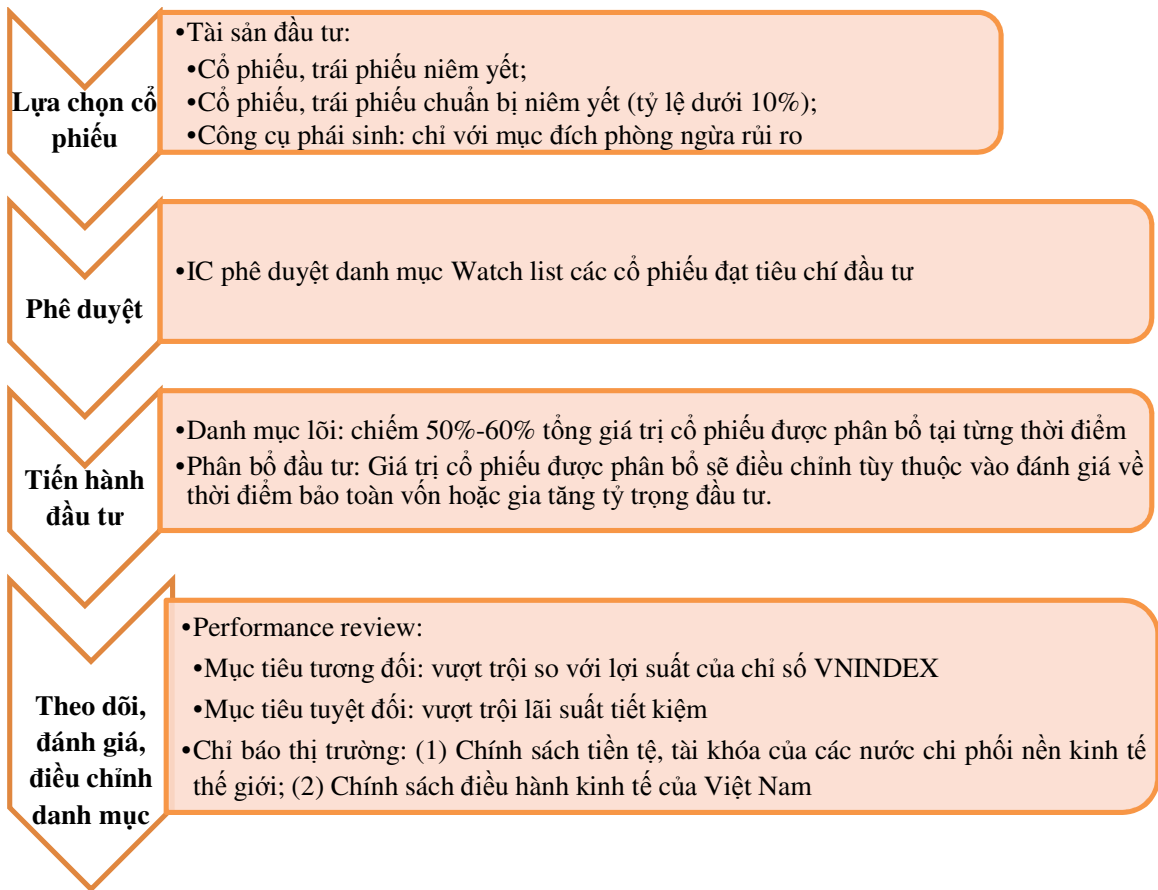 Lựa chọn cổ
phiếu
•Tài sản đầu tư:
•Cổ phiếu, trái phiếu niêm yết;
•Cổ phiếu, trái phiếu chuẩn bị niêm yết (tỷ lệ dưới 10%);
•Công cụ phái sinh: chỉ với mục đích phòng ngừa rủi ro
Phê duyệt
•IC phê duyệt danh mục Watch list các cổ phiếu đạt tiêu chí đầu tư
Tiến hành
đầu tư
•Danh mục lõi: chiếm 50%-60% tổng giá trị cổ phiếu được phân bổ tại từng thời điểm
•Phân bổ đầu tư: Giá trị cổ phiếu được phân bổ sẽ điều chỉnh tùy thuộc vào đánh giá về
thời điểm bảo toàn vốn hoặc gia tăng tỷ trọng đầu tư.
Theo dõi,
đánh giá,
điều chỉnh
danh mục
•Performance review:
•Mục tiêu tương đối: vượt trội so với lợi suất của chỉ số VNINDEX
•Mục tiêu tuyệt đối: vượt trội lãi suất tiết kiệm
•Chỉ báo thị trường: (1) Chính sách tiền tệ, tài khóa của các nước chi phối nền kinh tế
thế giới; (2) Chính sách điều hành kinh tế của Việt Nam